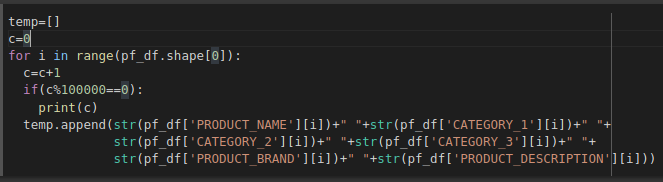 temp=[]
c=0
for i in range(pf_df.shape[0]):
  c=c+1
  if(c%100000==0):
    print(c)
  temp.append(str(pf_df['PRODUCT_NAME'][i])+" "+str(pf_df['CATEGORY_1'][i])+" "+
              str(pf_df['CATEGORY_2'][i])+" "+str(pf_df['CATEGORY_3'][i])+" "+
              str(pf_df['PRODUCT_BRAND'][i])+" "+str(pf_df['PRODUCT_DESCRIPTION'][i]))